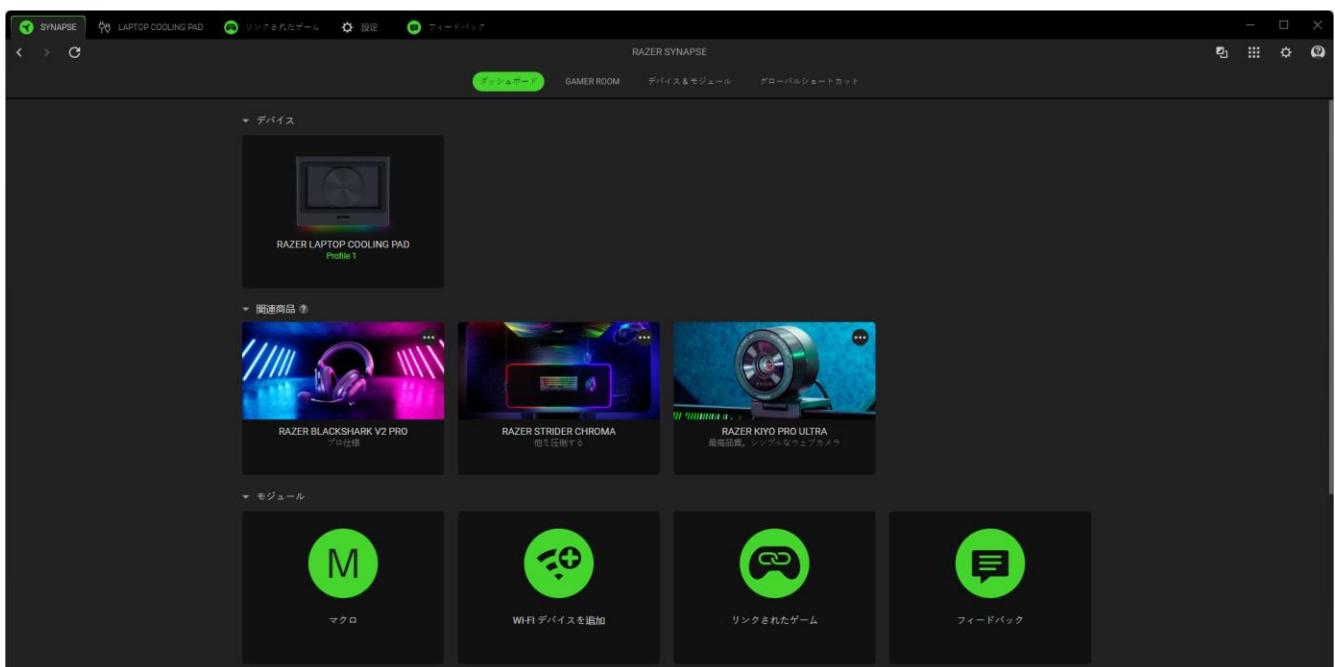 SYNAPSE
LAPTOP COOLING PAD
リンクされたゲーム
設定
フィードバック
RAZER SYNAPSE
ダッシュボード
GAMER ROOM
デバイス&モジュール
グローバルショートカット
デバイス
RAZER LAPTOP COOLING PAD
Profile 1
関連商品
RAZER BLACKSHARK V2 PRO
プロ仕様
RAZER STRIDER CHROMA
他を圧倒する
RAZER KIYO PRO ULTRA
最高品質。シンプルなウェブカメラ
モジュール
M
マクロ
WI-FI デバイスを追加
リンクされたゲーム
フィードバック